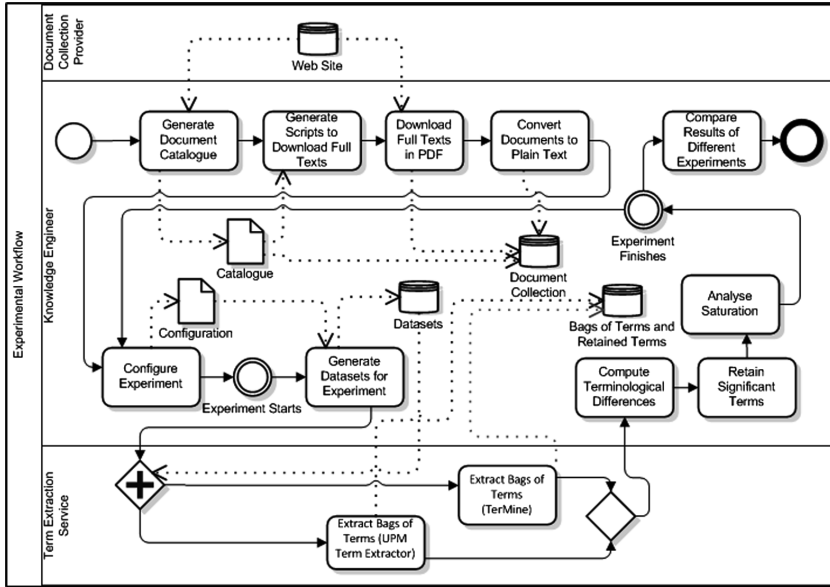 Experimental Workflow
Document
Collection
Provider
Web Site
Knowledge Engineer
Generate
Document
Catalogue
Generate
Scripts to
Download Full
Texts
Download
Full Texts
in PDF
Convert
Documents to
Plain Text
Compare
Results of
Different
Experiments
Experiment
Finishes
Catalogue
Document
Collection
Configuration
Datasets
Bags of Terms and
Retained Terms
Analyse
Saturation
Configure
Experiment
Experiment Starts
Generate
Datasets for
Experiment
Compute
Terminological
Differences
Retain
Significant
Terms
Term Extraction
Service
Extract Bags of
Terms
(TerMine)
Extract Bags of
Terms (UPM
Term Extractor)